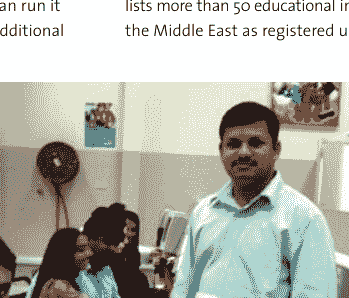 an run it
dditional
lists more than 50 educational in
the Middle East as registered u